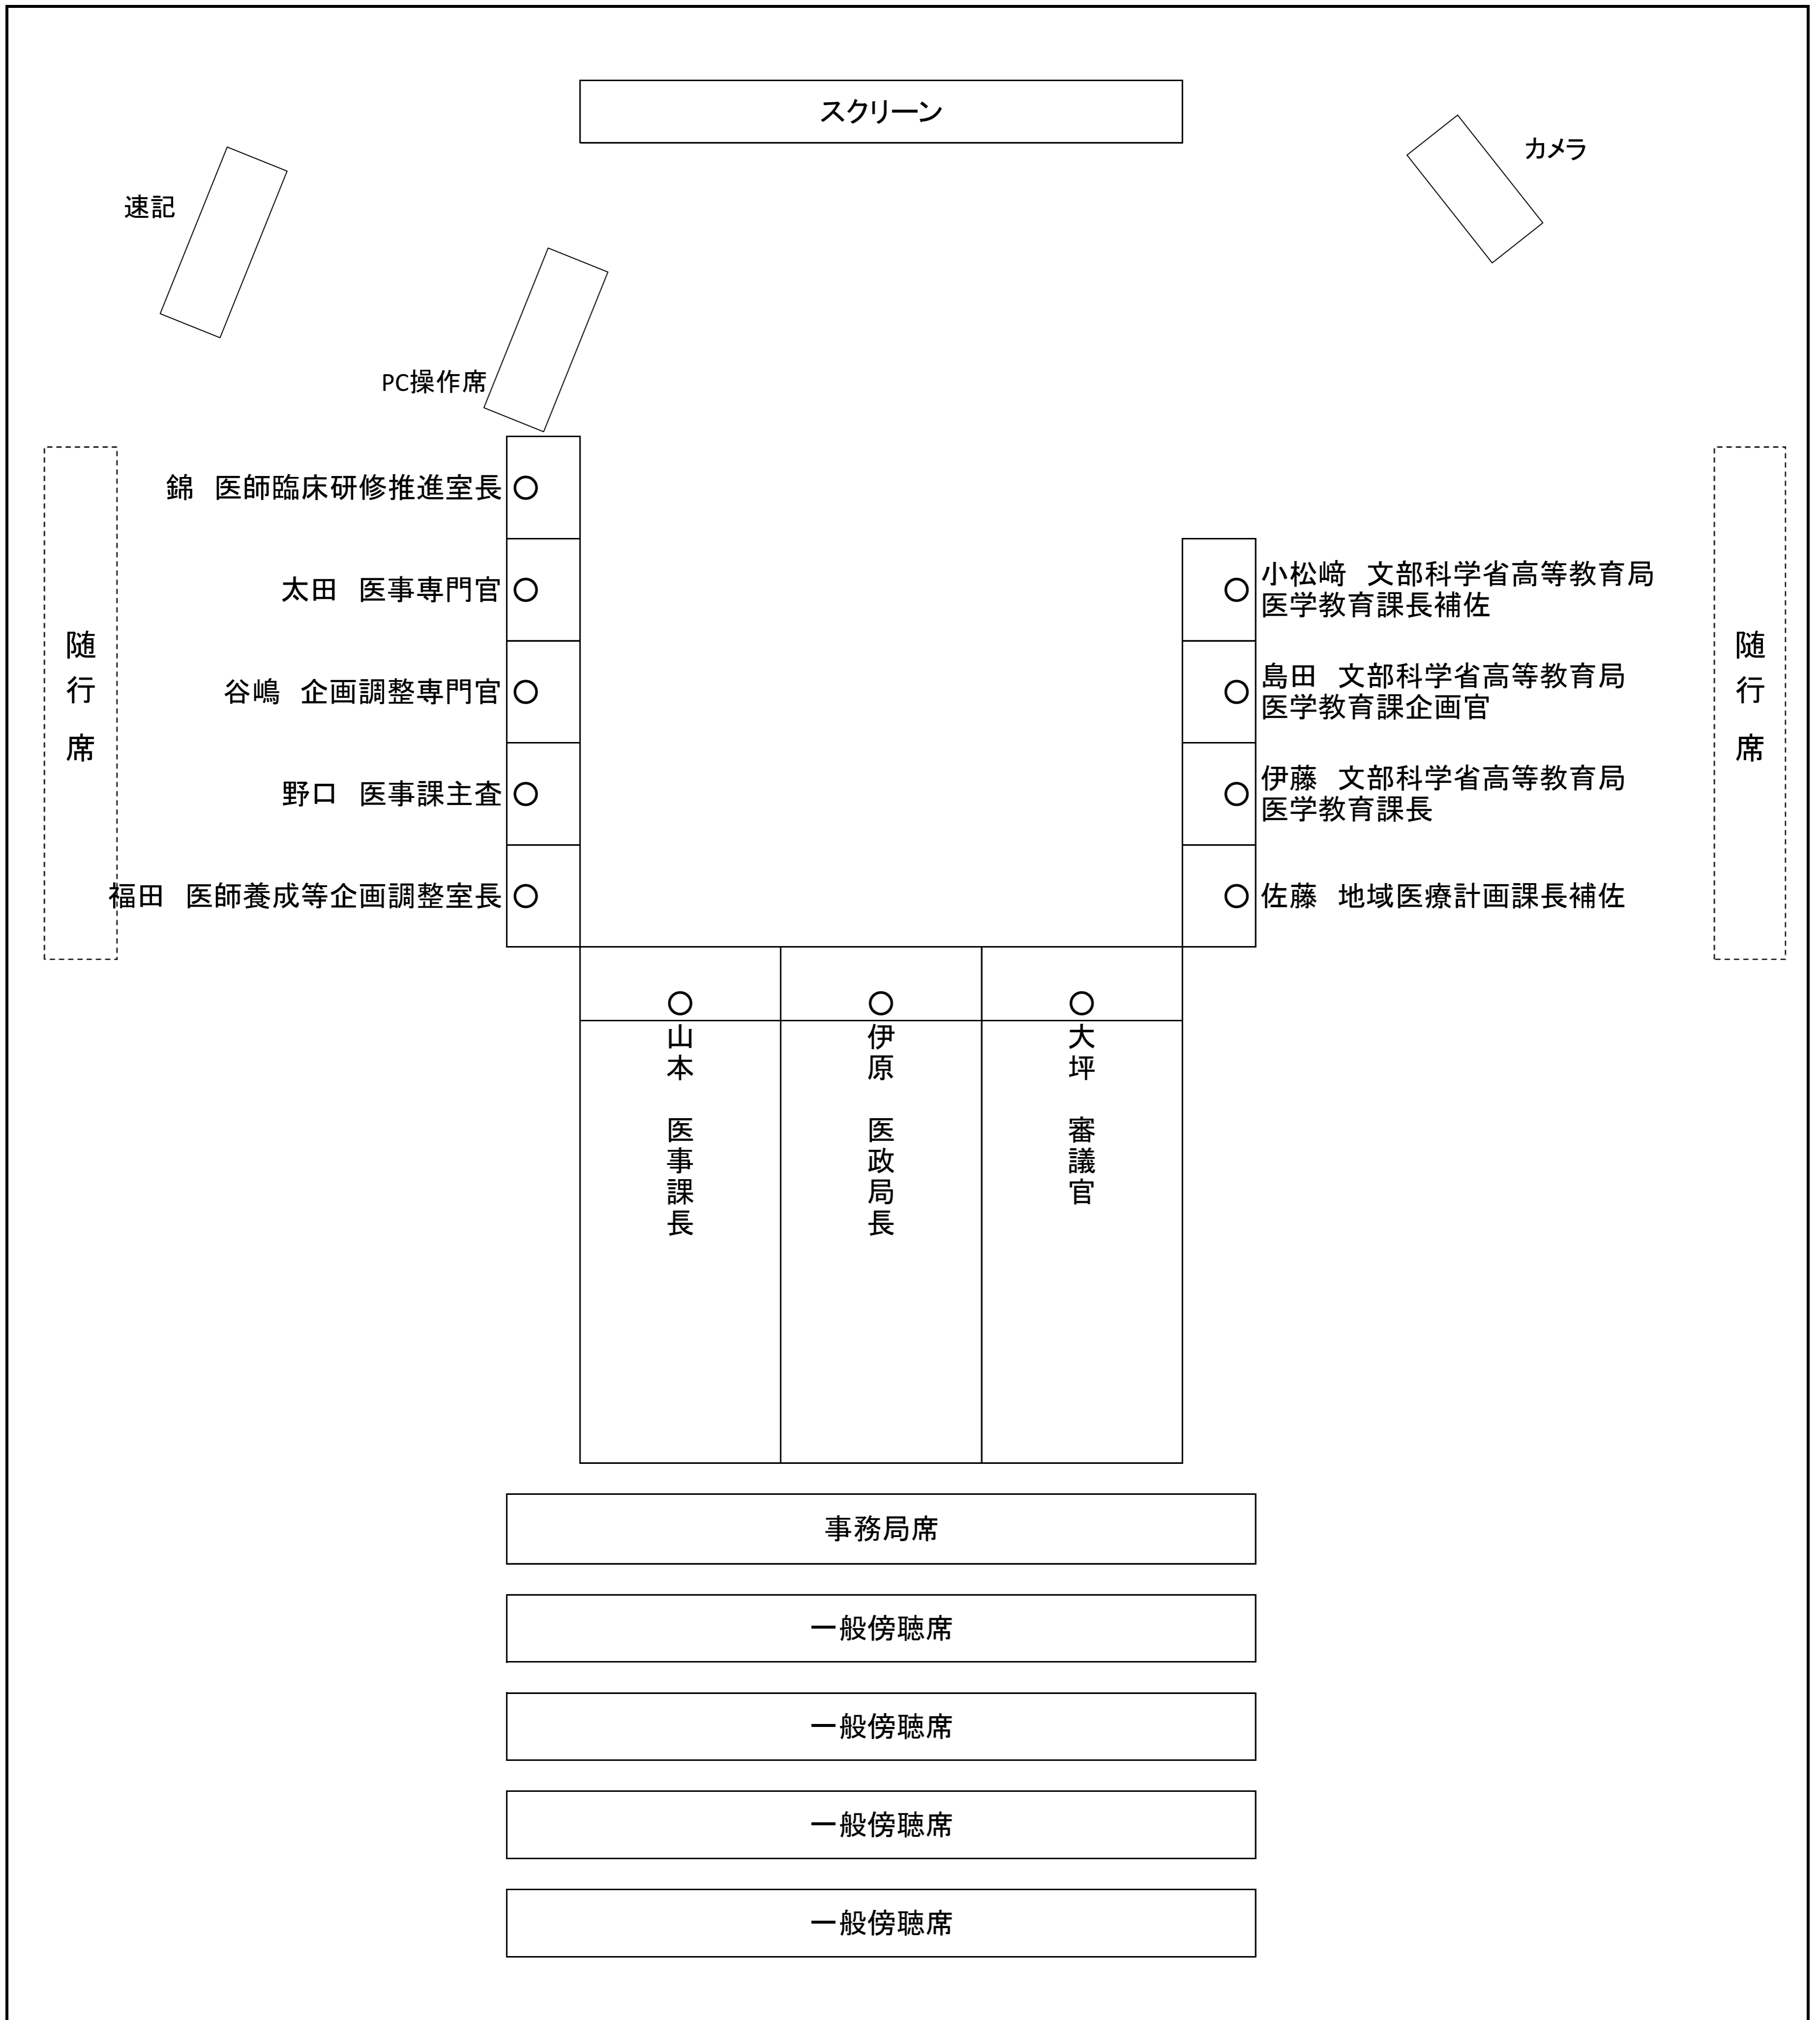 スクリーン
カメラ
速記
PC操作席
錦　医師臨床研修推進室長
太田　医事専門官
谷嶋　企画調整専門官
野口　医事課主査
福田　医師養成等企画調整室長
随行席
小松﨑　文部科学省高等教育局
医学教育課長補佐
島田　文部科学省高等教育局
医学教育課企画官
伊藤　文部科学省高等教育局
医学教育課長
佐藤　地域医療計画課長補佐
随行席
山本　医事課長
伊原　医政局長
大坪　審議官
事務局席
一般傍聴席
一般傍聴席
一般傍聴席
一般傍聴席